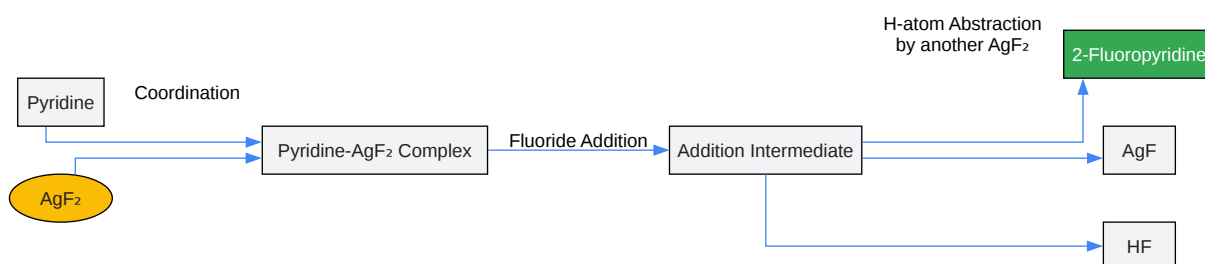 H-atom Abstraction
by another AgF₂
2-Fluoropyridine
Pyridine
Coordination
Pyridine-AgF₂ Complex
Fluoride Addition
Addition Intermediate
AgF
AgF₂
HF